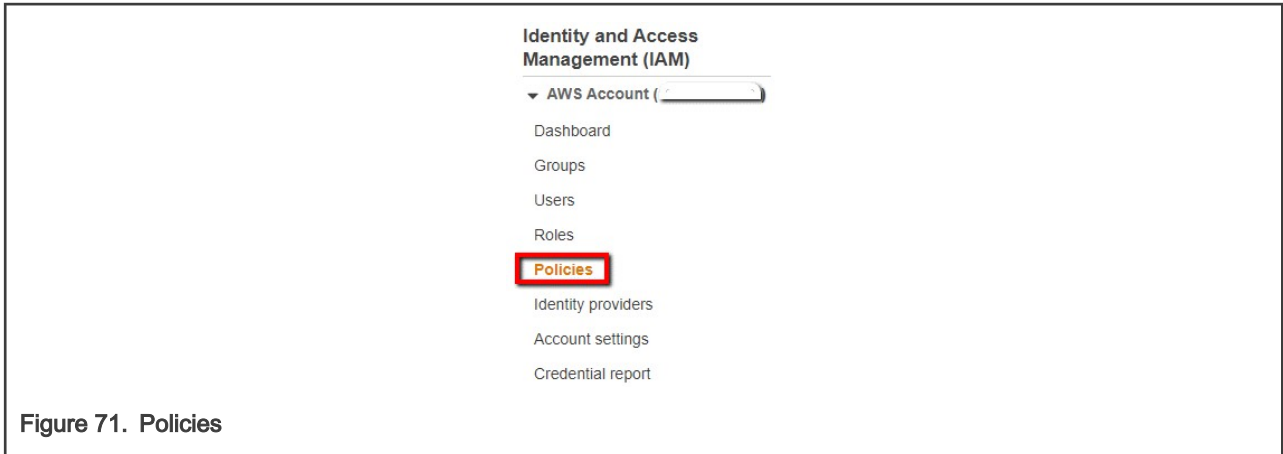 Identity and Access
Management (IAM)
AWS Account ( )
Dashboard
Groups
Users
Roles
Policies
Identity providers
Account settings
Credential report
Figure 71. Policies